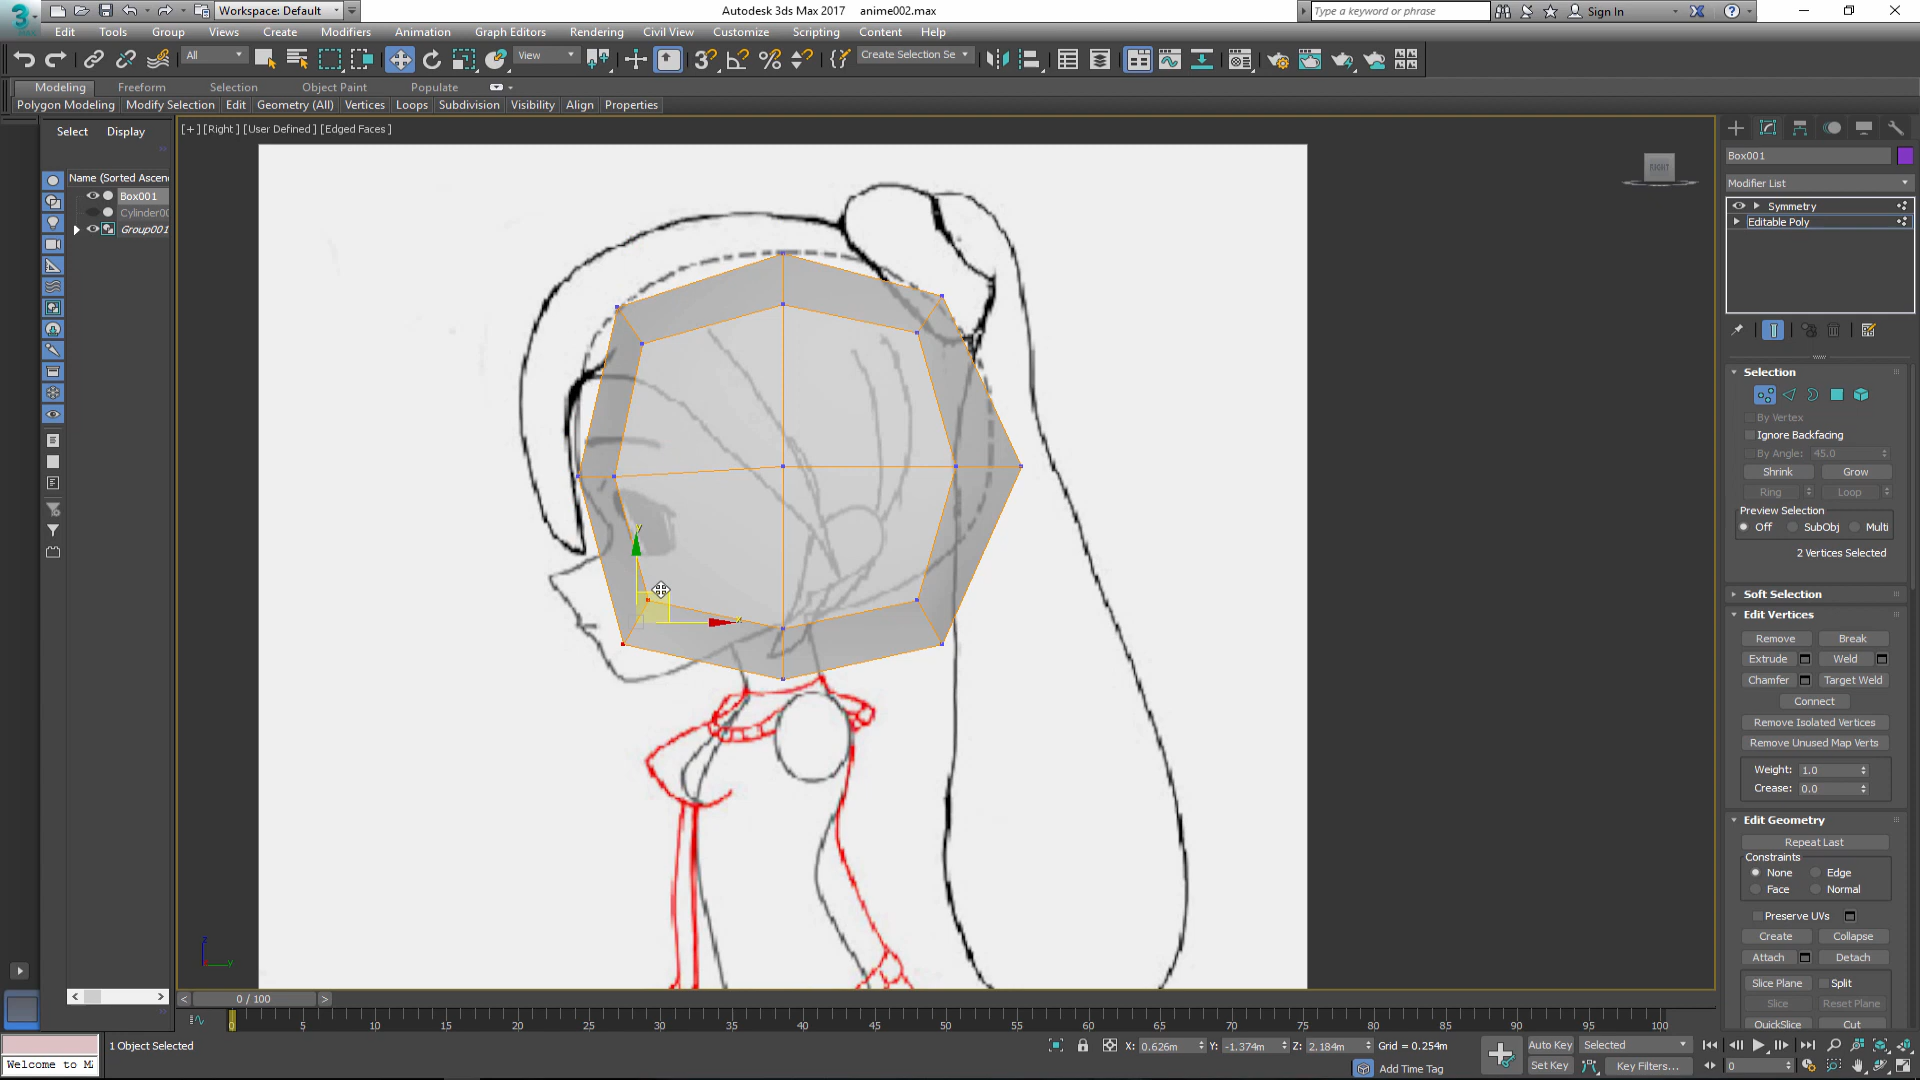 Workspace: Default
Autodesk 3ds Max 2017 anime002.max
Type a keyword or phrase
Sign In
Edit Tools Group Views Create Modifiers Animation Graph Editors Rendering Civil View Customize Scripting Content Help
All
View
Create Selection Se
Modeling Freeform Selection Object Paint Populate
Polygon Modeling Modify Selection Edit Geometry (All) Vertices Loops Subdivision Visibility Align Properties
Select Display
[+] [Right ] [User Defined ] [Edged Faces ]
Name (Sorted Ascen
Box001
Cylinder00
Group001
RIGHT
Box001
Modifier List
Symmetry
Editable Poly
Selection
By Vertex
Ignore Backfacing
By Angle: 45.0
Shrink Grow
Ring Loop
Preview Selection
Off SubObj Multi
2 Vertices Selected
Soft Selection
Edit Vertices
Remove Break
Extrude Weld
Chamfer Target Weld
Connect
Remove Isolated Vertices
Remove Unused Map Verts
Weight: 1.0
Crease: 0.0
Edit Geometry
Repeat Last
Constraints
None Edge
Face Normal
Preserve UVs
Create Collapse
Attach Detach
Slice Plane Split
Slice Reset Plane
QuickSlice Cut
y
x
z
y
0 / 100
0 5 10 15 20 25 30 35 40 45 50 55 60 65 70 75 80 85 90 95 100
1 Object Selected
X: 0.626m Y: -1.374m Z: 2.184m Grid = 0.254m
Auto Key Selected
Welcome to M
Add Time Tag
Set Key Key Filters...
0